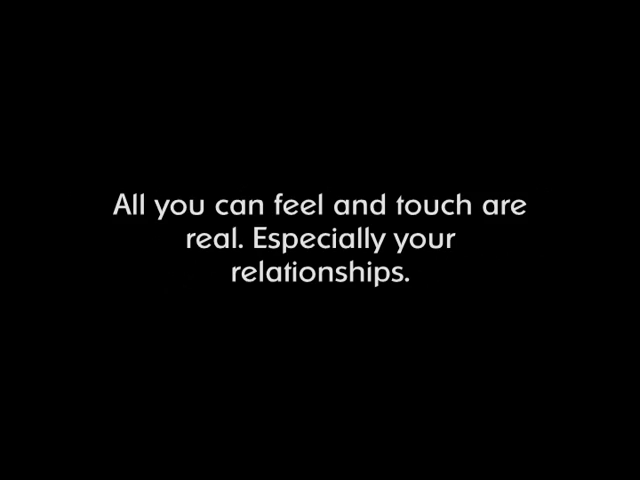 All you can feel and touch are
real. Especially your
relationships.